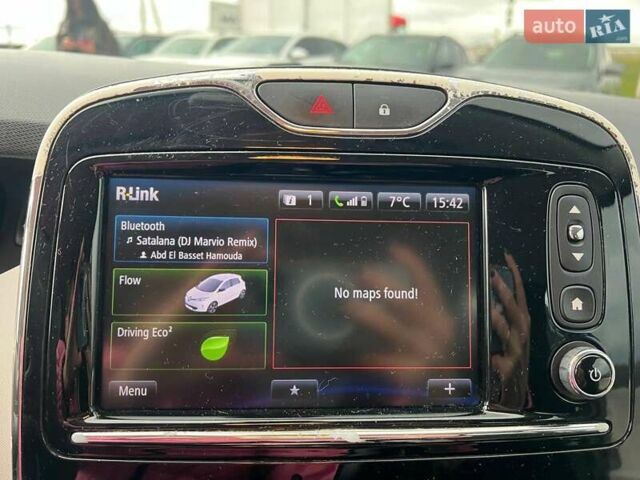 auto RIA
.com
R-Link
i 1
7°C
15:42
Bluetooth
Satalana (DJ Marvio Remix)
Abd El Basset Hamouda
Flow
No maps found!
Driving Eco²
Menu
+